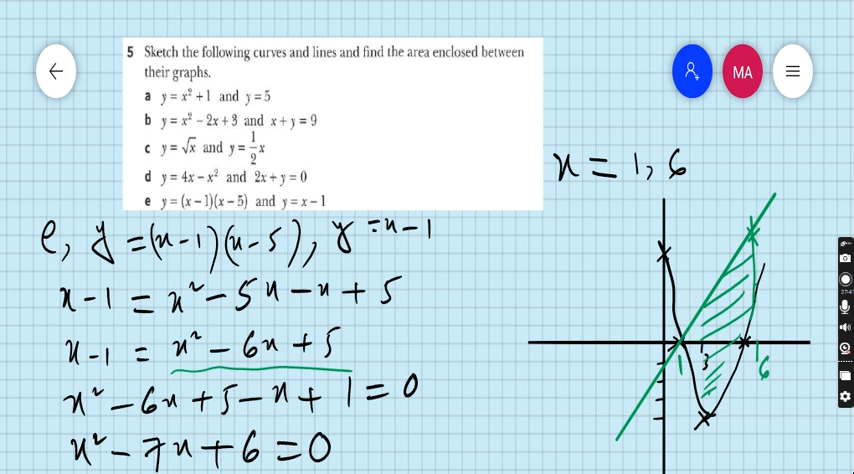 5 Sketch the following curves and lines and find the area enclosed between
their graphs.
a y = x² + 1 and y = 5
b y = x² − 2x + 3 and x + y = 9
c y = √x and y = 1/2 x
d y = 4x − x² and 2x + y = 0
e y = (x − 1)(x − 5) and y = x − 1
MA
x = 1, 6
e, y = (x−1)(x−5), y = x−1
x−1 = x² − 5x − x + 5
x−1 = x² − 6x + 5
x² − 6x + 5 − x + 1 = 0
x² − 7x + 6 = 0
1 3 6